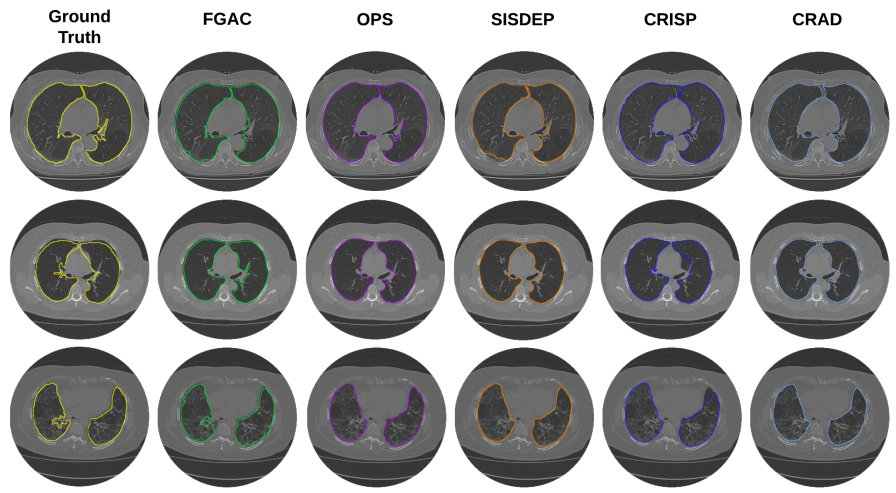 Ground
Truth
FGAC
OPS
SISDEP
CRISP
CRAD